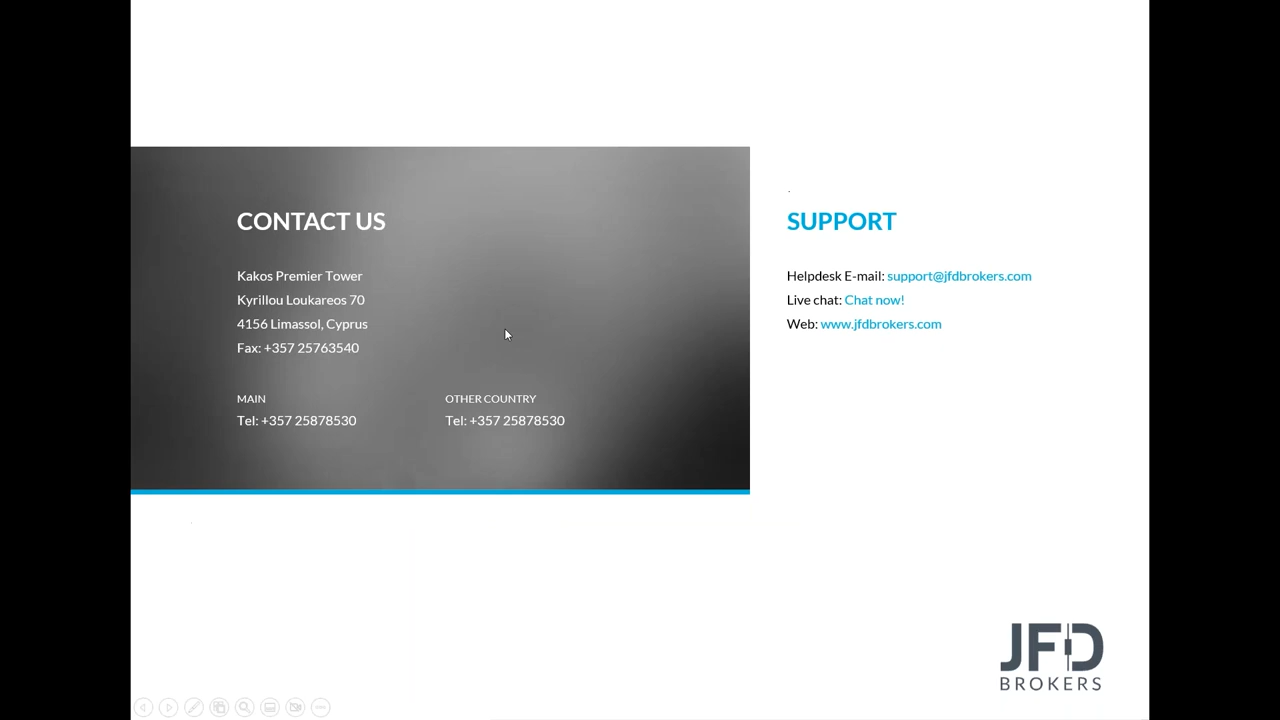 CONTACT US
Kakos Premier Tower
Kyrillou Loukareos 70
4156 Limassol, Cyprus
Fax: +357 25763540
MAIN
Tel: +357 25878530
OTHER COUNTRY
Tel: +357 25878530
SUPPORT
Helpdesk E-mail: support@jfdbrokers.com
Live chat: Chat now!
Web: www.jfdbrokers.com
JFD
BROKERS